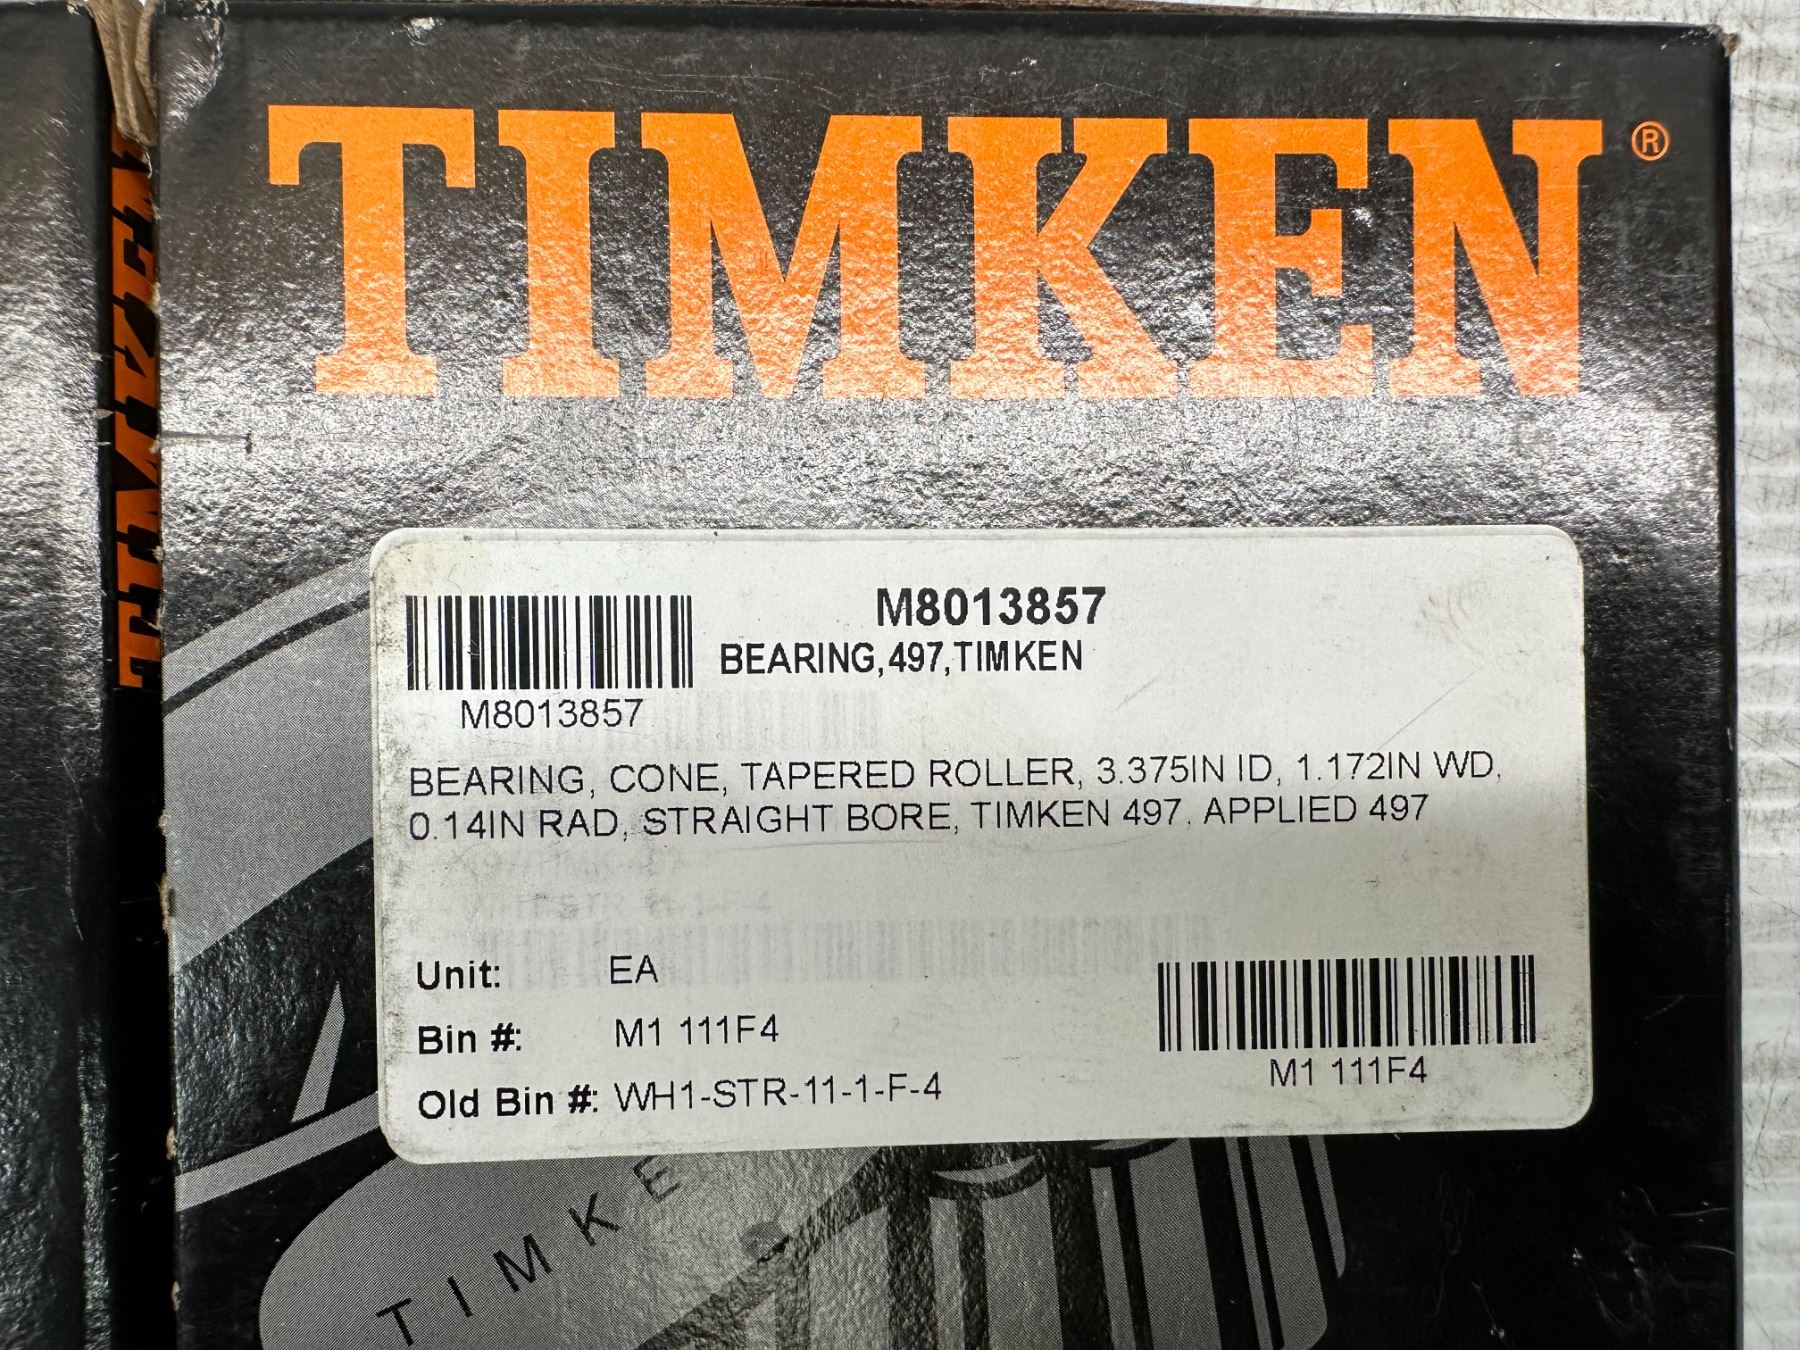 TIMKEN®
TIMKEN
M8013857
BEARING,497,TIMKEN
M8013857
BEARING, CONE, TAPERED ROLLER, 3.375IN ID, 1.172IN WD,
0.14IN RAD, STRAIGHT BORE, TIMKEN 497, APPLIED 497
Unit: EA
Bin #: M1 111F4
Old Bin #: WH1-STR-11-1-F-4
M1 111F4
TIMKE